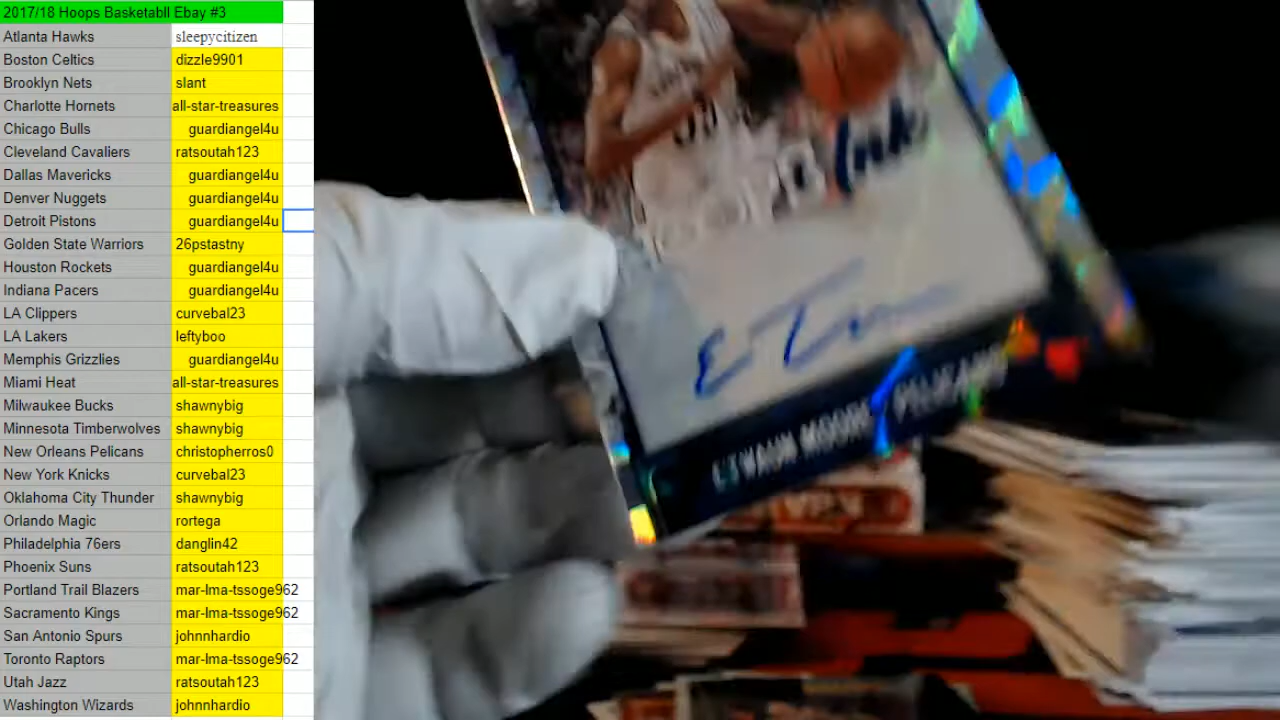 2017/18 Hoops Basketabll Ebay #3
Atlanta Hawks sleepycitizen
Boston Celtics dizzle9901
Brooklyn Nets slant
Charlotte Hornets all-star-treasures
Chicago Bulls guardiangel4u
Cleveland Cavaliers ratsoutah123
Dallas Mavericks guardiangel4u
Denver Nuggets guardiangel4u
Detroit Pistons guardiangel4u
Golden State Warriors 26pstastny
Houston Rockets guardiangel4u
Indiana Pacers guardiangel4u
LA Clippers curvebal23
LA Lakers leftyboo
Memphis Grizzlies guardiangel4u
Miami Heat all-star-treasures
Milwaukee Bucks shawnybig
Minnesota Timberwolves shawnybig
New Orleans Pelicans christopherros0
New York Knicks curvebal23
Oklahoma City Thunder shawnybig
Orlando Magic rortega
Philadelphia 76ers danglin42
Phoenix Suns ratsoutah123
Portland Trail Blazers mar-lma-tssoge962
Sacramento Kings mar-lma-tssoge962
San Antonio Spurs johnnhardio
Toronto Raptors mar-lma-tssoge962
Utah Jazz ratsoutah123
Washington Wizards johnnhardio
Ink
MOORE PELICANS